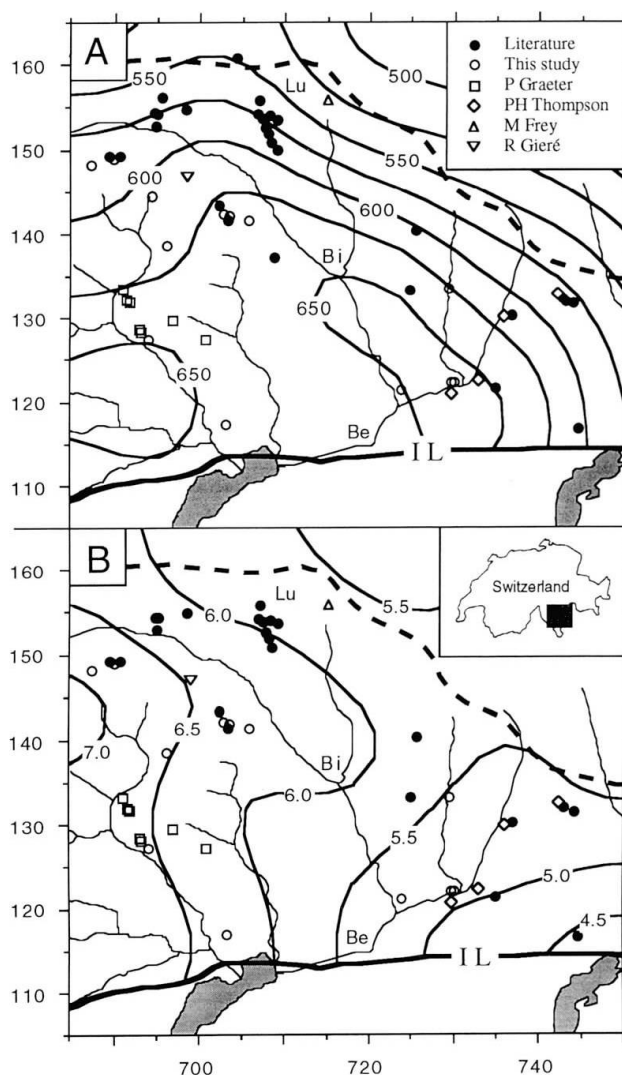 A
Literature
This study
P Graeter
PH Thompson
M Frey
R Gieré
160
150
140
130
120
110
550
500
550
600
600
650
650
Lu
Bi
Be
IL
B
Switzerland
160
150
140
130
120
110
6.0
5.5
6.5
7.0
6.0
5.5
5.0
4.5
Lu
Bi
Be
IL
700
720
740